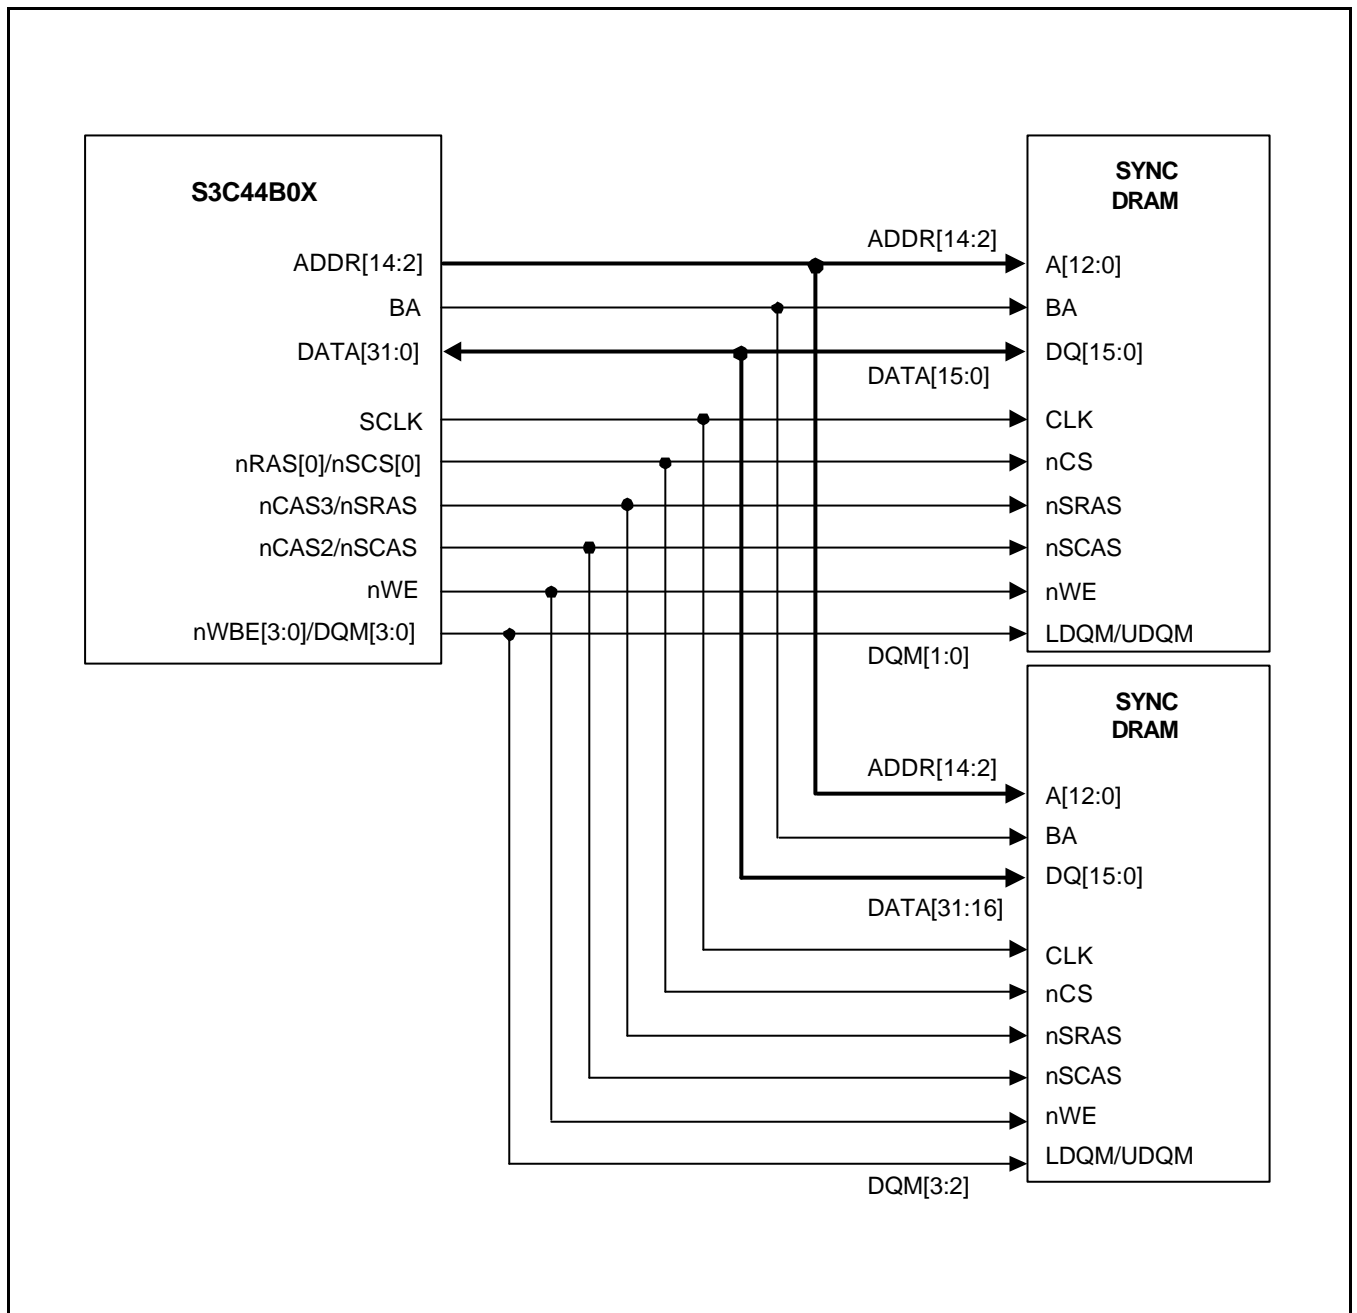 S3C44B0X
ADDR[14:2]
BA
DATA[31:0]
SCLK
nRAS[0]/nSCS[0]
nCAS3/nSRAS
nCAS2/nSCAS
nWE
nWBE[3:0]/DQM[3:0]
ADDR[14:2]
DATA[15:0]
DQM[1:0]
SYNC
DRAM
A[12:0]
BA
DQ[15:0]
CLK
nCS
nSRAS
nSCAS
nWE
LDQM/UDQM
ADDR[14:2]
DATA[31:16]
DQM[3:2]
SYNC
DRAM
A[12:0]
BA
DQ[15:0]
CLK
nCS
nSRAS
nSCAS
nWE
LDQM/UDQM